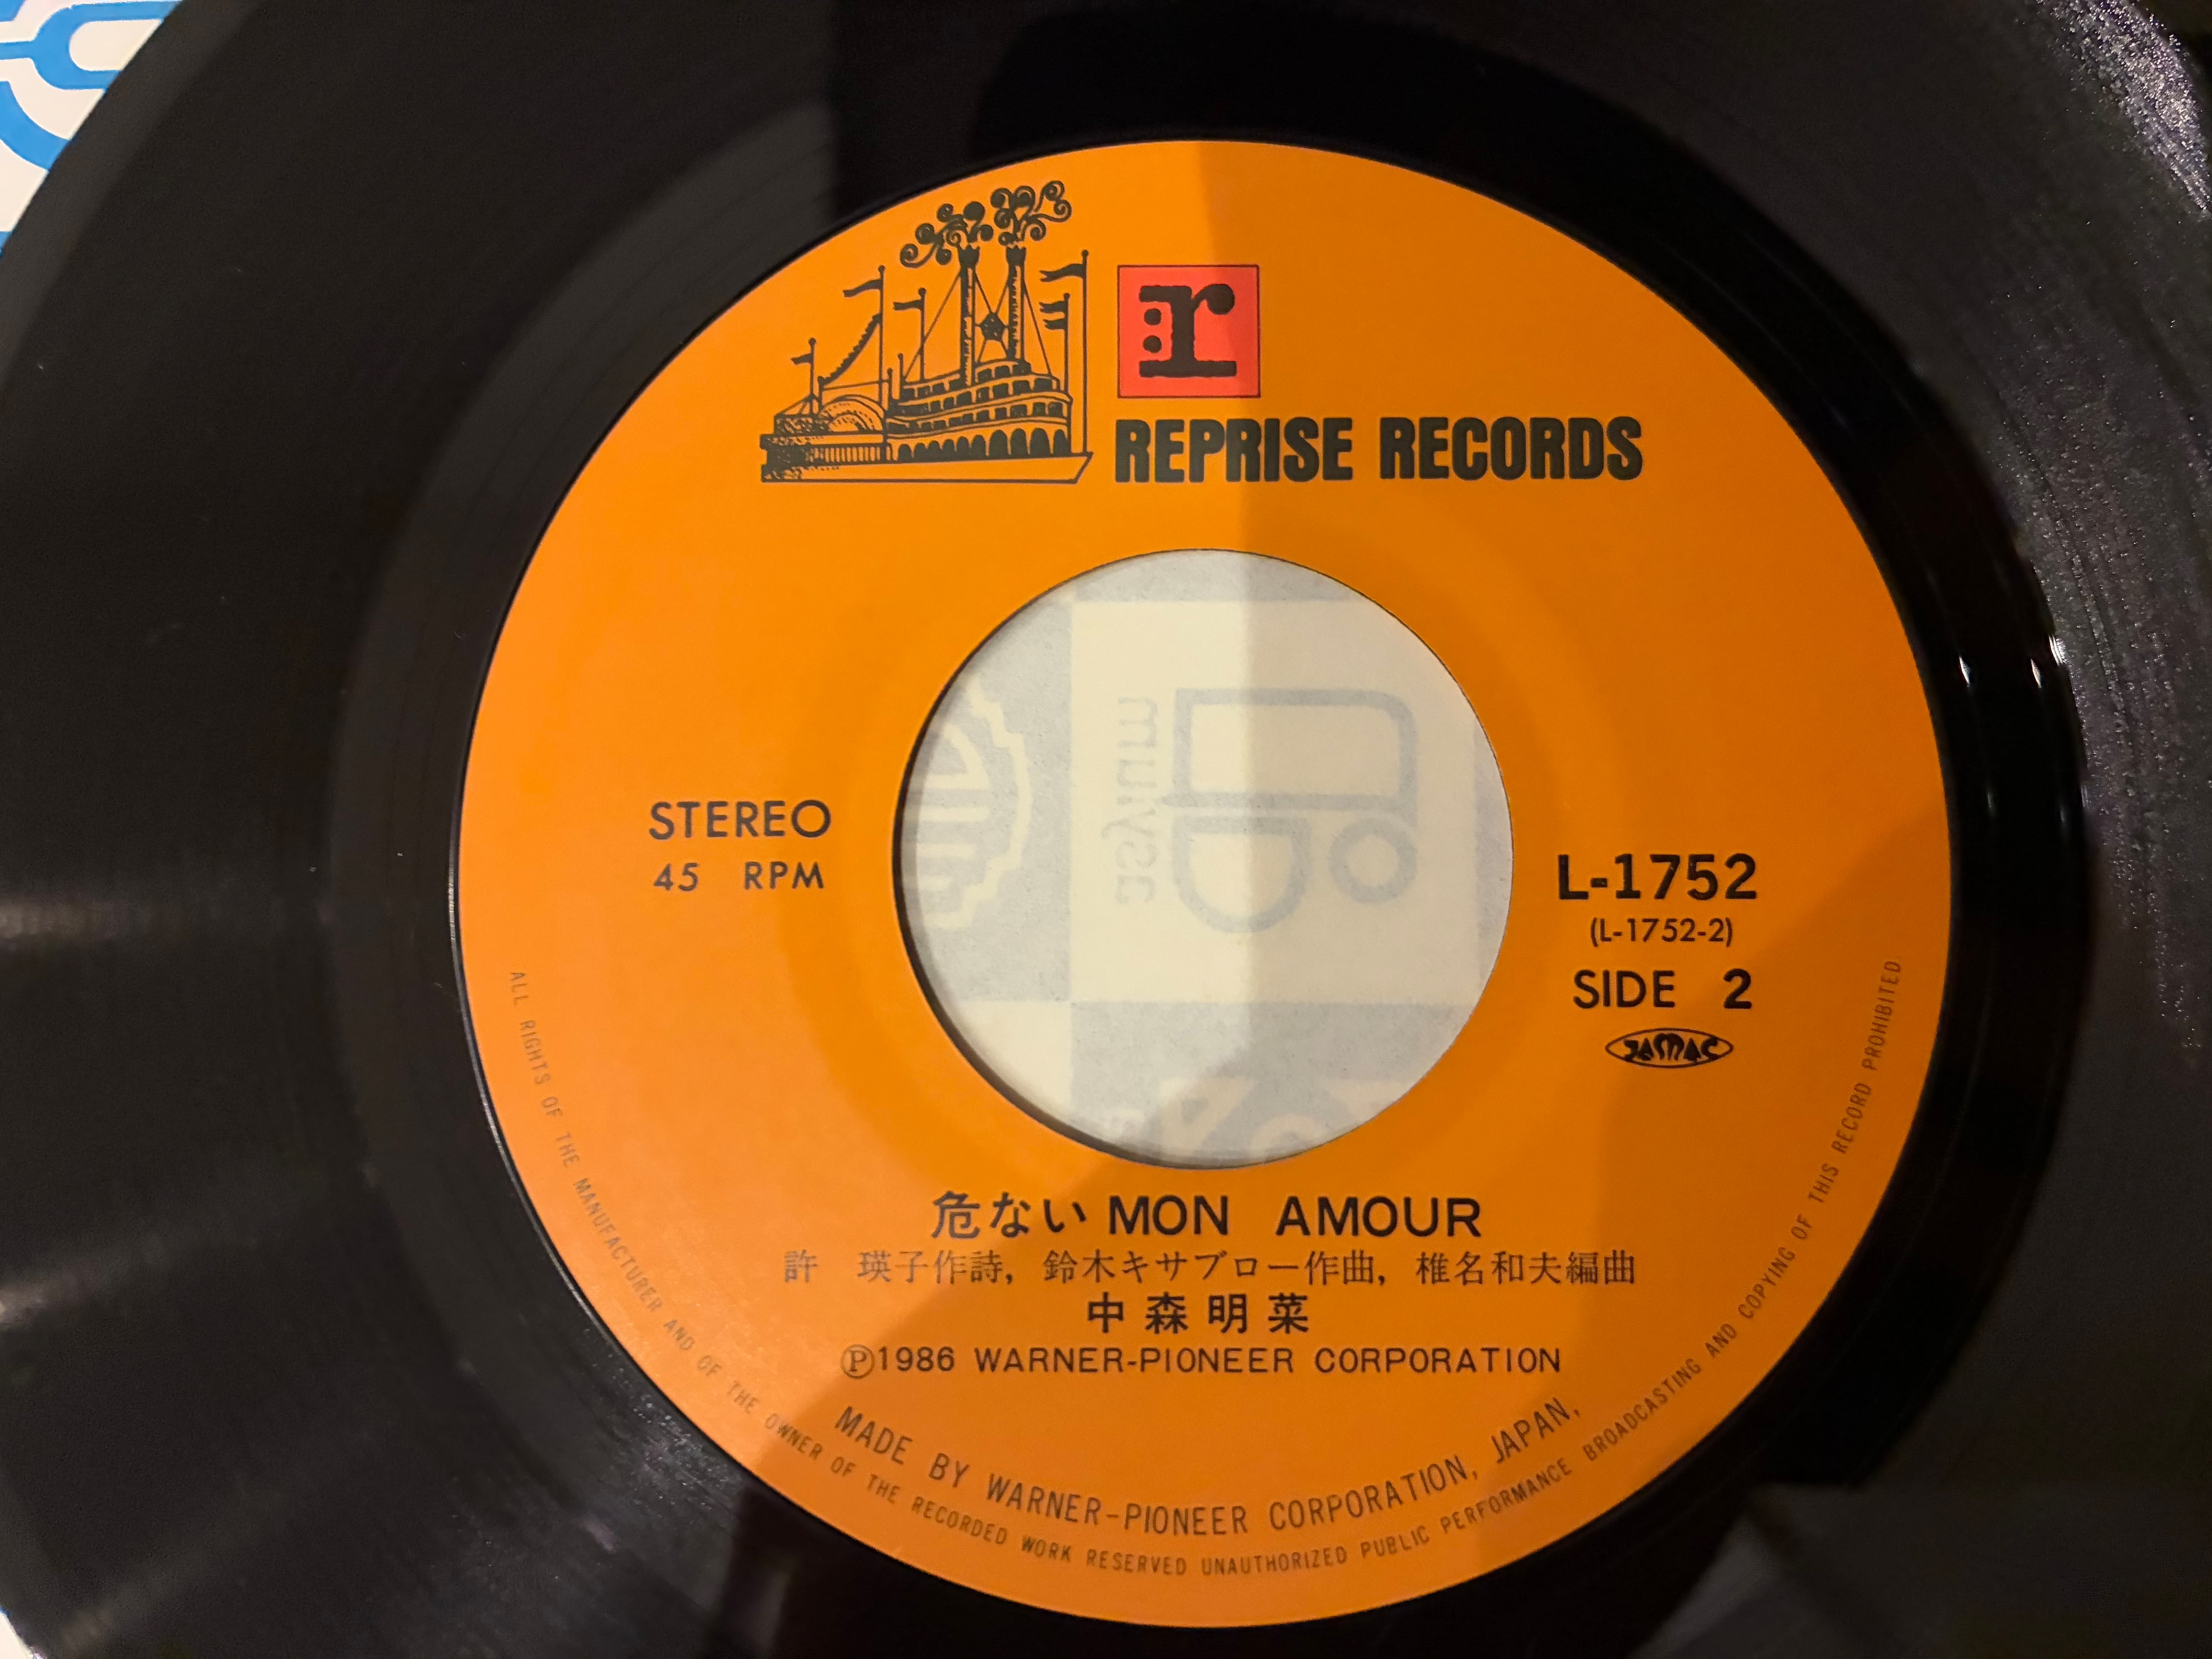 r
REPRISE RECORDS
STEREO
45 RPM
L-1752
(L-1752-2)
SIDE 2
JAMAC
危ない MON AMOUR
許 瑛子作詩, 鈴木キサブロー作曲, 椎名和夫編曲
中森明菜
Ⓟ1986 WARNER-PIONEER CORPORATION
MADE BY WARNER-PIONEER CORPORATION, JAPAN,
ALL RIGHTS OF THE MANUFACTURER AND OF THE OWNER OF THE RECORDED WORK RESERVED UNAUTHORIZED PUBLIC PERFORMANCE BROADCASTING AND COPYING OF THIS RECORD PROHIBITED